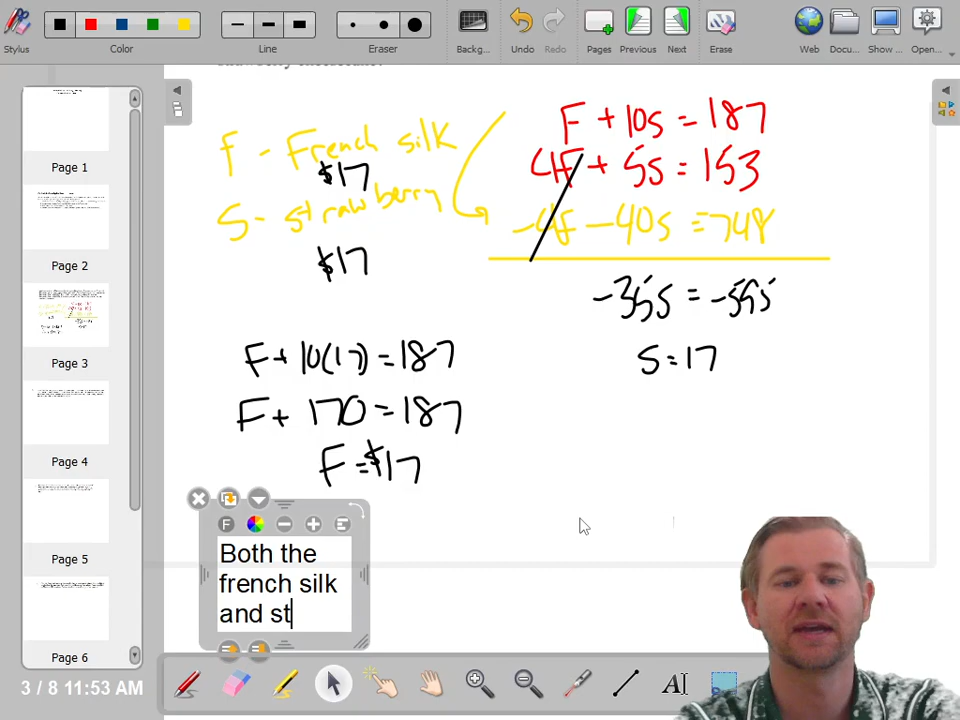 Stylus
Color
Line
Eraser
Backg...
Undo
Redo
Pages
Previous
Next
Erase
Web
Docu...
Show ...
Open...
Page 1
Page 2
Page 3
Page 4
Page 5
Page 6
3 / 8 11:53 AM
f - French silk
$17
S - strawberry
$17
F + 10s = 187
4F + 5s = 153
-4F - 40s = 748
-35s = -595
S = 17
F + 10(17) = 187
F + 170 = 187
F = $17
F
Both the
french silk
and st